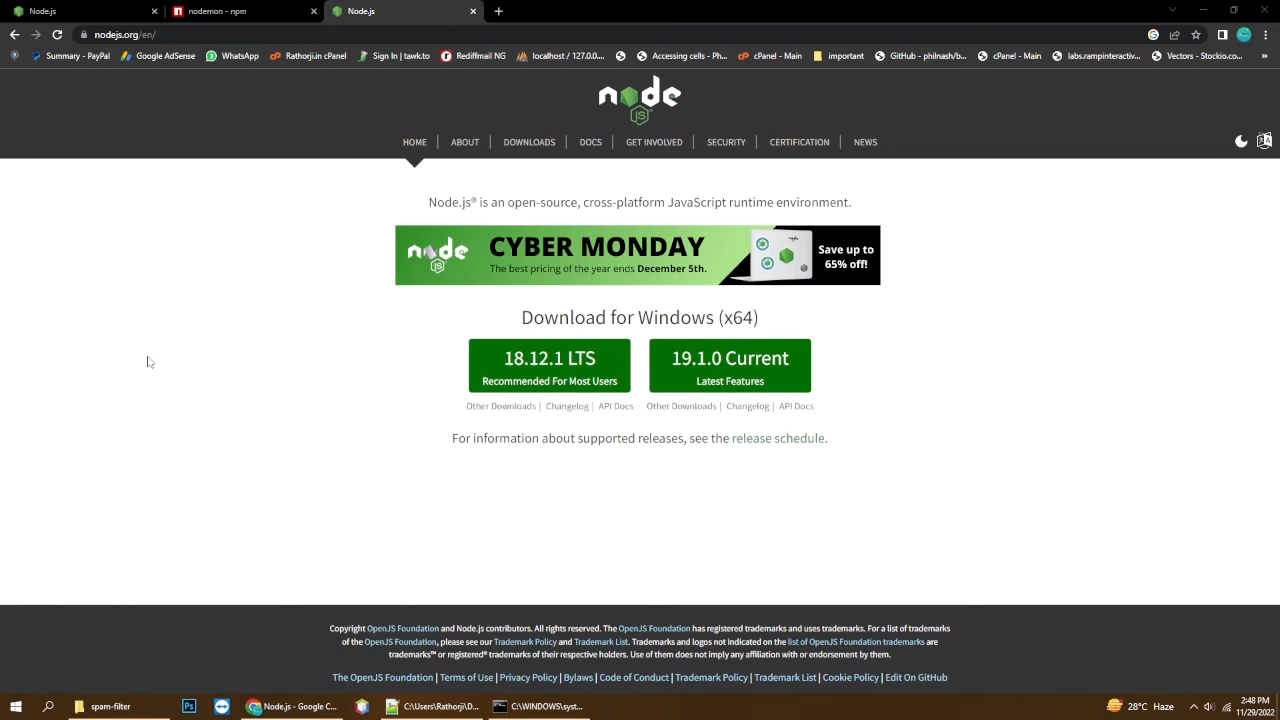 Node.js
nodemon - npm
Node.js
nodejs.org/en/
Summary - PayPal
Google AdSense
WhatsApp
Rathorji.in cPanel
Sign In | tawk.to
Rediffmail NG
localhost / 127.0.0...
Accessing cells - Ph...
cPanel - Main
important
GitHub - philnash/b...
cPanel - Main
labs.rampinteractiv...
Vectors - Stockio.c...
node
JS
HOME
ABOUT
DOWNLOADS
DOCS
GET INVOLVED
SECURITY
CERTIFICATION
NEWS
Node.js® is an open-source, cross-platform JavaScript runtime environment.
node
JS
CYBER MONDAY
The best pricing of the year ends December 5th.
Save up to
65% off!
Download for Windows (x64)
18.12.1 LTS
Recommended For Most Users
19.1.0 Current
Latest Features
Other Downloads | Changelog | API Docs
Other Downloads | Changelog | API Docs
For information about supported releases, see the release schedule.
Copyright OpenJS Foundation and Node.js contributors. All rights reserved. The OpenJS Foundation has registered trademarks and uses trademarks. For a list of trademarks
of the OpenJS Foundation, please see our Trademark Policy and Trademark List. Trademarks and logos not indicated on the list of OpenJS Foundation trademarks are
trademarks™ or registered® trademarks of their respective holders. Use of them does not imply any affiliation with or endorsement by them.
The OpenJS Foundation | Terms of Use | Privacy Policy | Bylaws | Code of Conduct | Trademark Policy | Trademark List | Cookie Policy | Edit On GitHub
spam-filter
Ps
Node.js - Google C...
C:\Users\Rathorji\D...
C:\WINDOWS\syst...
28°C Haze
2:48 PM
11/29/2022